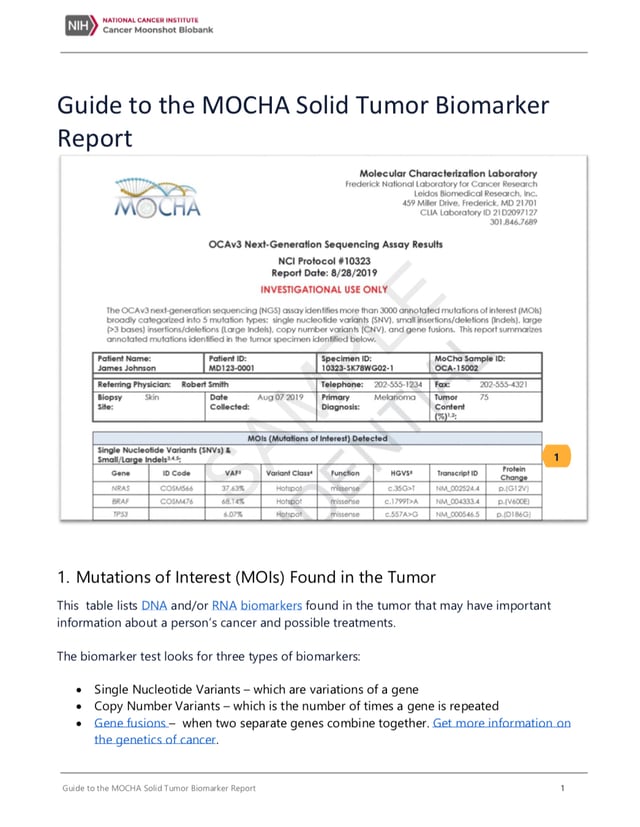 NIH NATIONAL CANCER INSTITUTE
Cancer Moonshot Biobank
Guide to the MOCHA Solid Tumor Biomarker
Report
MOCHA
Molecular Characterization Laboratory
Frederick National Laboratory for Cancer Research
Leidos Biomedical Research, Inc.
459 Miller Drive, Frederick, MD 21701
CLIA Laboratory ID 21D2097127
301.846.7689
OCAv3 Next-Generation Sequencing Assay Results
NCI Protocol #10323
Report Date: 8/28/2019
INVESTIGATIONAL USE ONLY
The OCAv3 next-generation sequencing (NGS) assay identifies more than 3000 annotated mutations of interest (MOIs)
broadly categorized into 5 mutation types: single nucleotide variants (SNV), small insertions/deletions (Indels), large
(>3 bases) insertions/deletions (Large Indels), copy number variants (CNV), and gene fusions. This report summarizes
annotated mutations identified in the tumor specimen identified below.
Patient Name: Patient ID: Specimen ID: MoCha Sample ID:
James Johnson MD123-0001 10323-SK78WG02-1 OCA-15002
Referring Physician: Robert Smith Telephone: 202-555-1234 Fax: 202-555-4321
Biopsy Skin Date Aug 07 2019 Primary Melanoma Tumor 75
Site: Collected: Diagnosis: Content
(%)1,2:
MOIs (Mutations of Interest) Detected
Single Nucleotide Variants (SNVs) &
Small/Large Indels3,4,5:
1
Gene ID Code VAF3 Variant Class4 Function HGVS5 Transcript ID Protein
Change
NRAS COSM566 37.63% Hotspot missense c.35G>T NM_002524.4 p.(G12V)
BRAF COSM476 68.14% Hotspot missense c.1799T>A NM_004333.4 p.(V600E)
TP53 6.07% Hotspot missense c.557A>G NM_000546.5 p.(D186G)
SAMPLE
1. Mutations of Interest (MOIs) Found in the Tumor
This table lists DNA and/or RNA biomarkers found in the tumor that may have important
information about a person’s cancer and possible treatments.
The biomarker test looks for three types of biomarkers:
• Single Nucleotide Variants – which are variations of a gene
• Copy Number Variants – which is the number of times a gene is repeated
• Gene fusions – when two separate genes combine together. Get more information on
the genetics of cancer.
Guide to the MOCHA Solid Tumor Biomarker Report 1